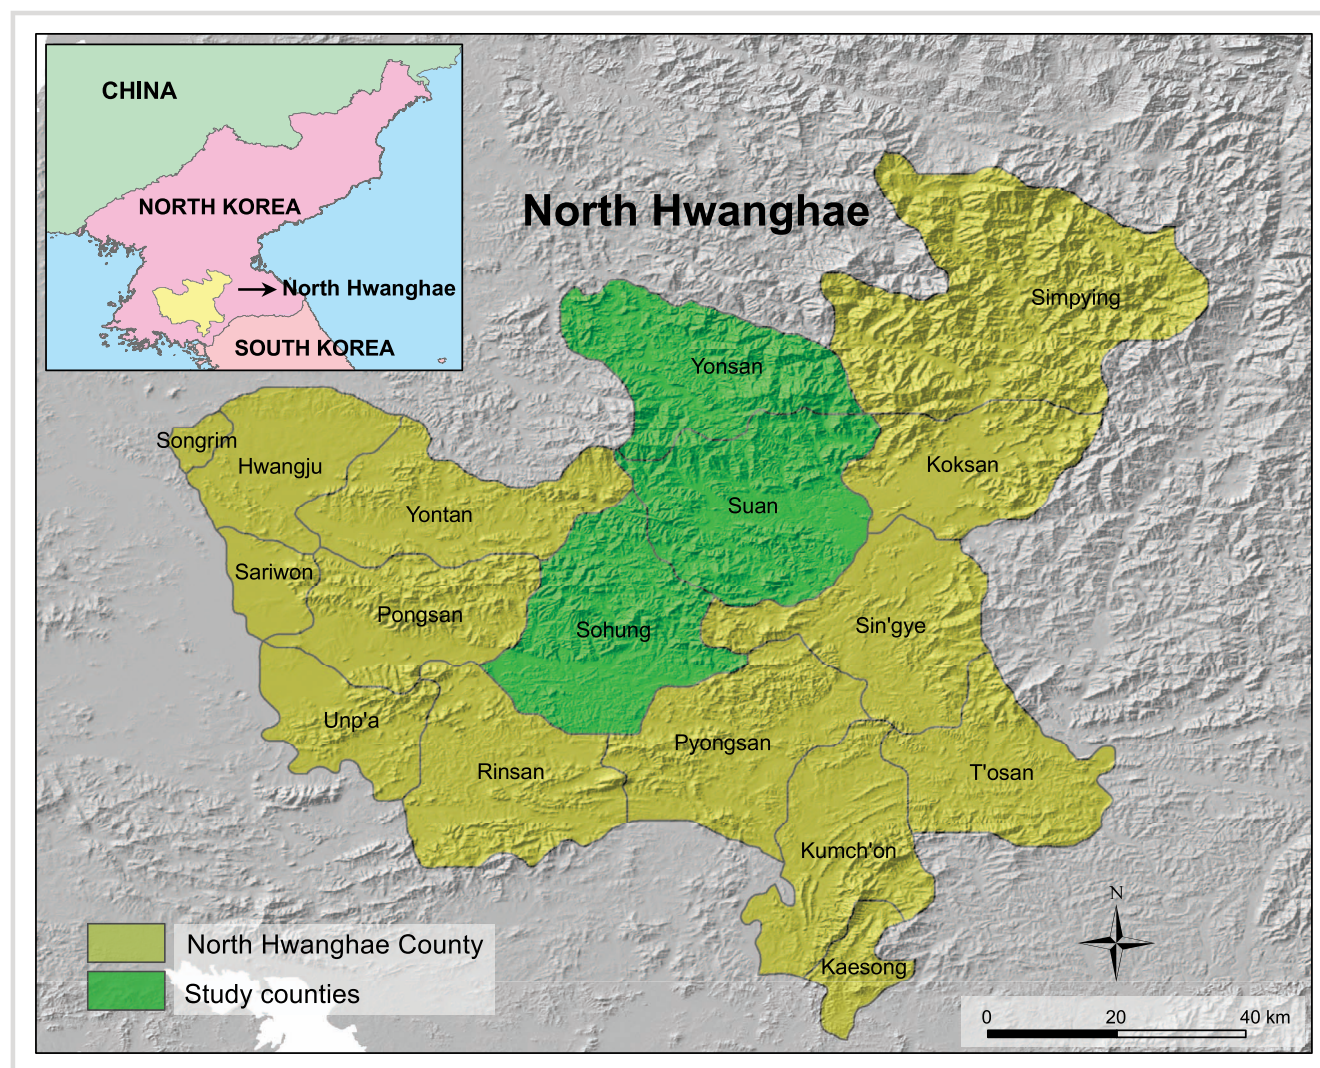 CHINA
NORTH KOREA
North Hwanghae
SOUTH KOREA
North Hwanghae
Simpying
Yonsan
Songrim
Hwangju
Koksan
Suan
Yontan
Sariwon
Pongsan
Sohung
Sin'gye
Unp'a
Pyongsan
Rinsan
T'osan
Kumch'on
Kaesong
N
North Hwanghae County
Study counties
0 20 40 km